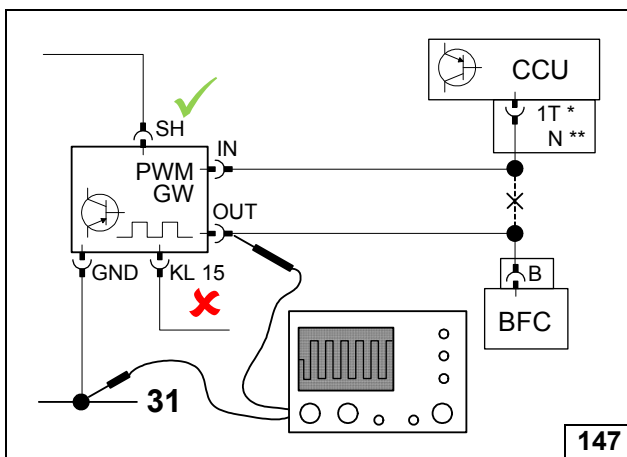 CCU
1T *
N **
SH
IN
PWM
GW
OUT
GND
KL 15
B
BFC
31
147